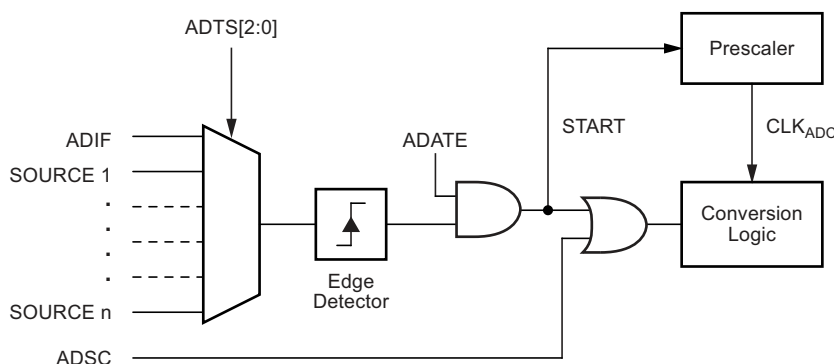 ADTS[2:0]
Prescaler
START
CLKADC
ADIF
ADATE
SOURCE 1
.
.
.
.
Conversion
Logic
Edge
Detector
SOURCE n
ADSC